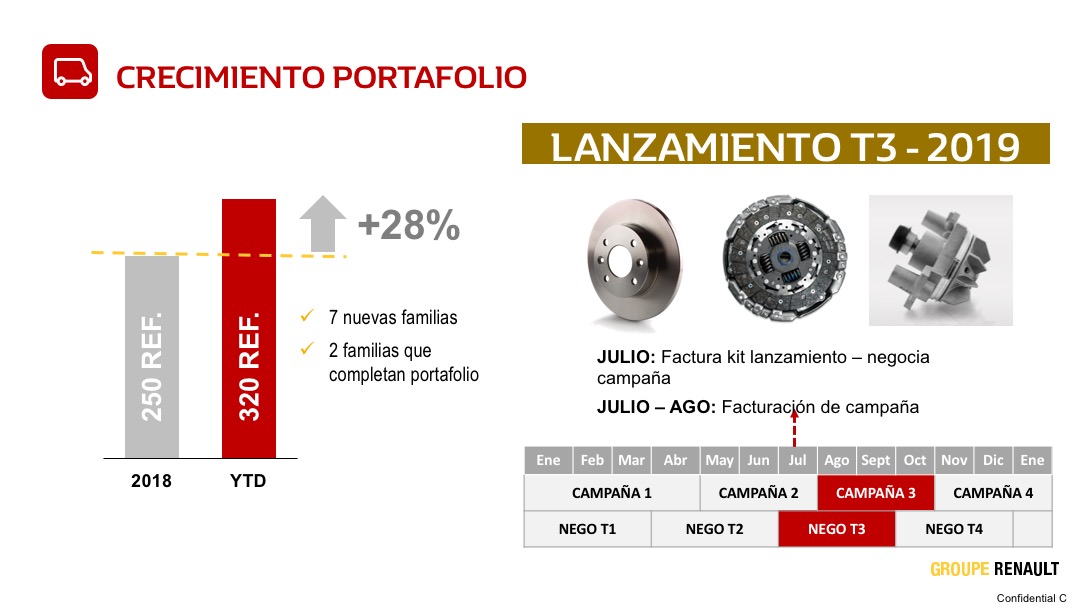 CRECIMIENTO PORTAFOLIO
LANZAMIENTO T3 - 2019
+28%
250 REF.
320 REF.
2018
YTD
7 nuevas familias
2 familias que
completan portafolio
JULIO: Factura kit lanzamiento – negocia
campaña
JULIO – AGO: Facturación de campaña
Ene Feb Mar Abr May Jun Jul Ago Sept Oct Nov Dic Ene
CAMPAÑA 1 CAMPAÑA 2 CAMPAÑA 3 CAMPAÑA 4
NEGO T1 NEGO T2 NEGO T3 NEGO T4
GROUPE RENAULT
Confidential C